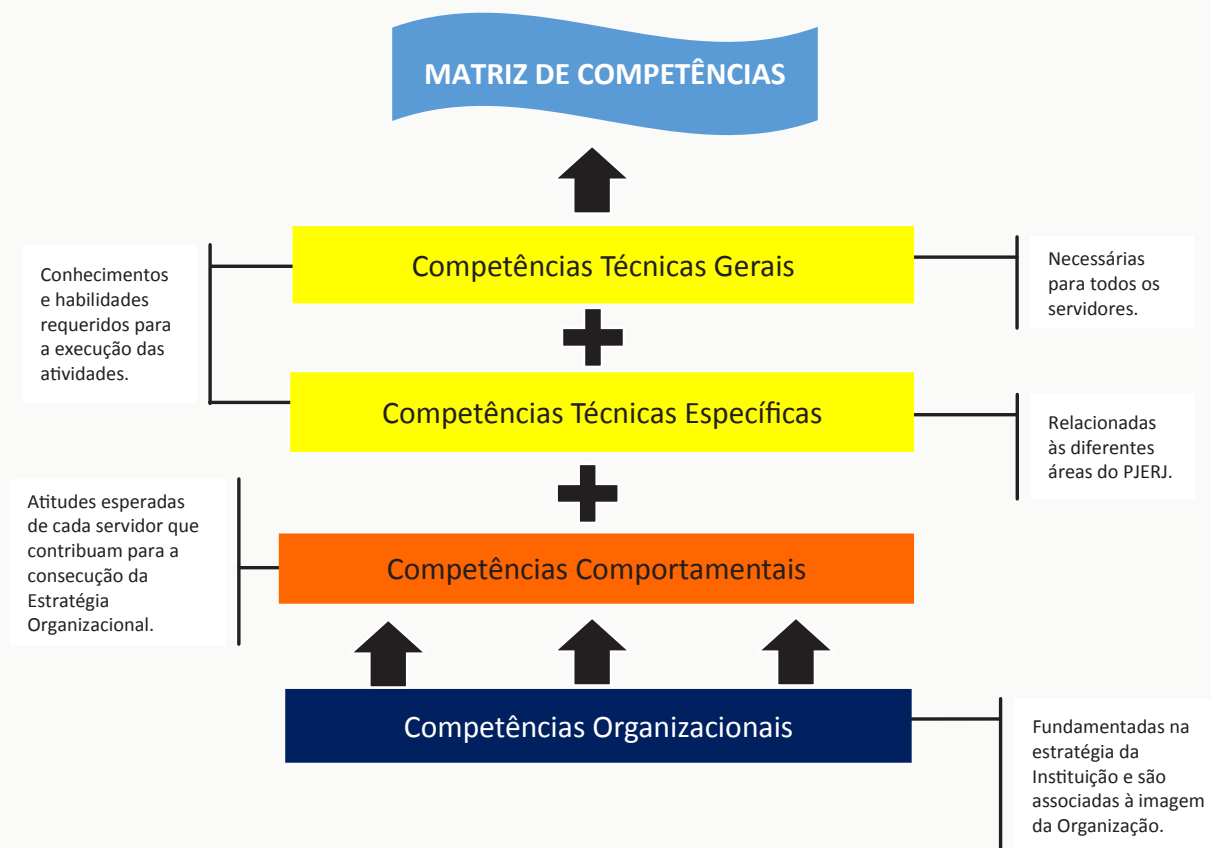 MATRIZ DE COMPETÊNCIAS
Competências Técnicas Gerais
Conhecimentos
e habilidades
requeridos para
a execução das
atividades.
Necessárias
para todos os
servidores.
Competências Técnicas Específicas
Relacionadas
às diferentes
áreas do PJERJ.
Atitudes esperadas
de cada servidor que
contribuam para a
consecução da
Estratégia
Organizacional.
Competências Comportamentais
Competências Organizacionais
Fundamentadas na
estratégia da
Instituição e são
associadas à imagem
da Organização.